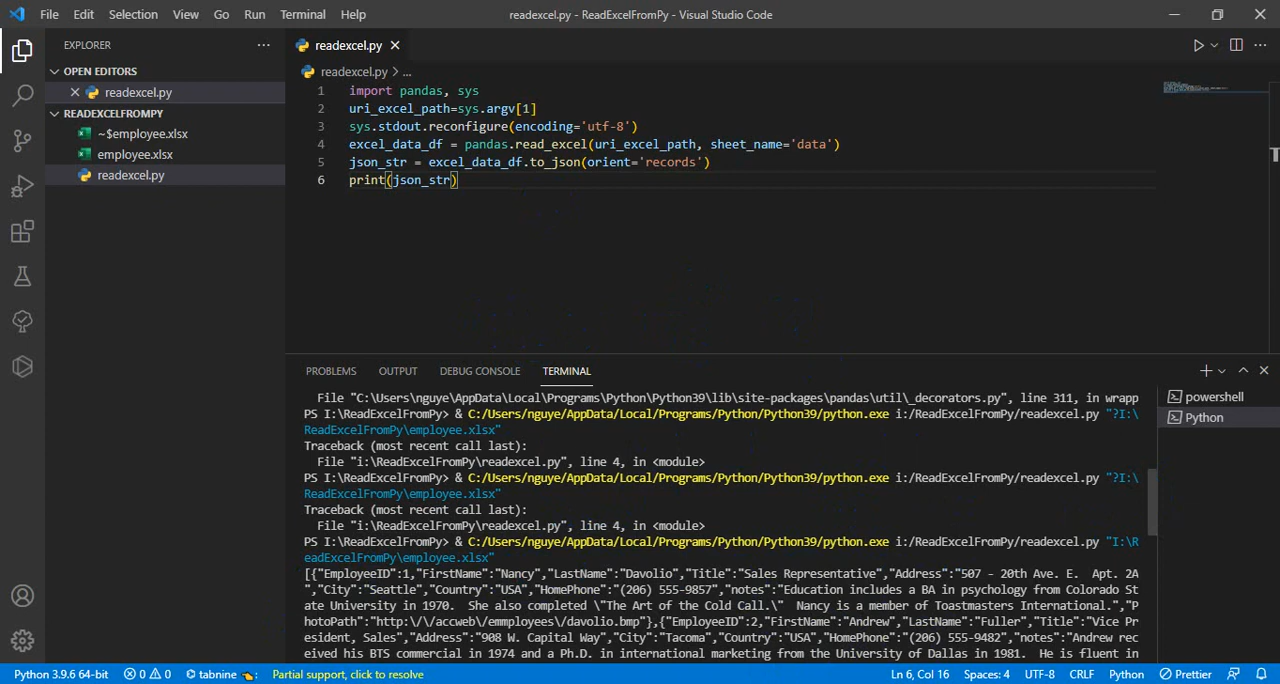 File Edit Selection View Go Run Terminal Help readexcel.py - ReadExcelFromPy - Visual Studio Code
EXPLORER
OPEN EDITORS
readexcel.py
READEXCELFROMPY
~$employee.xlsx
employee.xlsx
readexcel.py
readexcel.py
readexcel.py > ...
1 import pandas, sys
2 uri_excel_path=sys.argv[1]
3 sys.stdout.reconfigure(encoding='utf-8')
4 excel_data_df = pandas.read_excel(uri_excel_path, sheet_name='data')
5 json_str = excel_data_df.to_json(orient='records')
6 print(json_str)
PROBLEMS OUTPUT DEBUG CONSOLE TERMINAL
File "C:\Users\nguye\AppData\Local\Programs\Python\Python39\lib\site-packages\pandas\util\_decorators.py", line 311, in wrapp
PS I:\ReadExcelFromPy> & C:/Users/nguye/AppData/Local/Programs/Python/Python39/python.exe i:/ReadExcelFromPy/readexcel.py "?I:\
ReadExcelFromPy\employee.xlsx"
Traceback (most recent call last):
File "i:\ReadExcelFromPy\readexcel.py", line 4, in <module>
PS I:\ReadExcelFromPy> & C:/Users/nguye/AppData/Local/Programs/Python/Python39/python.exe i:/ReadExcelFromPy/readexcel.py "?I:\
ReadExcelFromPy\employee.xlsx"
Traceback (most recent call last):
File "i:\ReadExcelFromPy\readexcel.py", line 4, in <module>
PS I:\ReadExcelFromPy> & C:/Users/nguye/AppData/Local/Programs/Python/Python39/python.exe i:/ReadExcelFromPy/readexcel.py "I:\R
eadExcelFromPy\employee.xlsx"
[{"EmployeeID":1,"FirstName":"Nancy","LastName":"Davolio","Title":"Sales Representative","Address":"507 - 20th Ave. E.  Apt. 2A
","City":"Seattle","Country":"USA","HomePhone":"(206) 555-9857","notes":"Education includes a BA in psychology from Colorado St
ate University in 1970.  She also completed \"The Art of the Cold Call.\"  Nancy is a member of Toastmasters International.","P
hotoPath":"http:\/\/accweb\/emmployees\/davolio.bmp"},{"EmployeeID":2,"FirstName":"Andrew","LastName":"Fuller","Title":"Vice Pr
esident, Sales","Address":"908 W. Capital Way","City":"Tacoma","Country":"USA","HomePhone":"(206) 555-9482","notes":"Andrew rec
eived his BTS commercial in 1974 and a Ph.D. in international marketing from the University of Dallas in 1981.  He is fluent in
powershell
Python
Python 3.9.6 64-bit 0 0 tabnine Partial support, click to resolve Ln 6, Col 16 Spaces: 4 UTF-8 CRLF Python Prettier